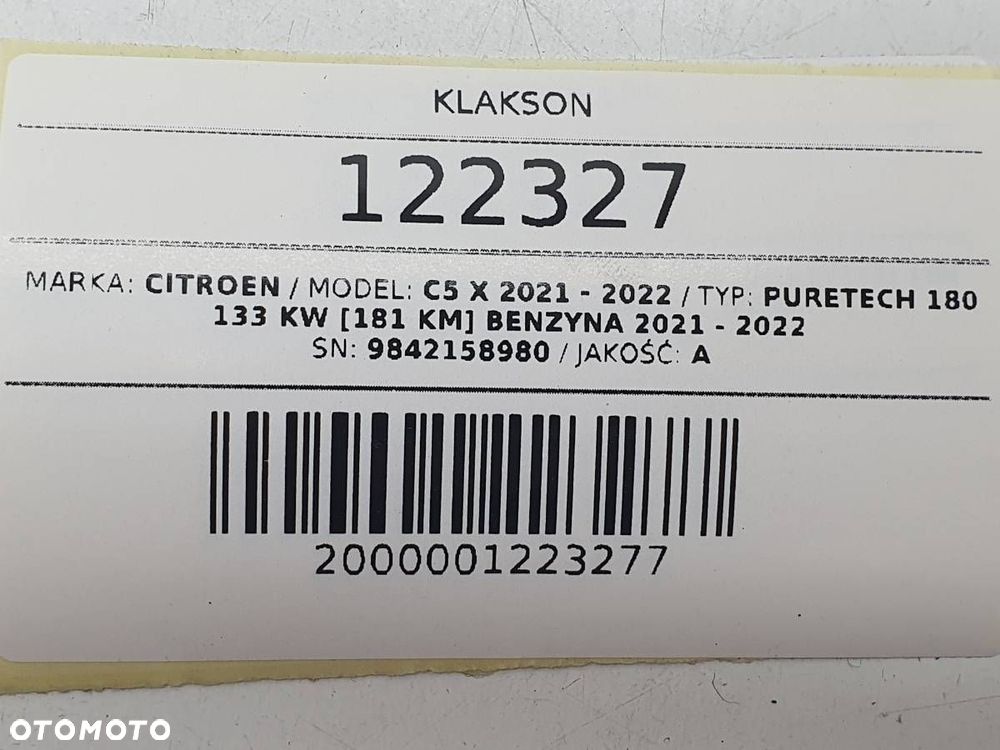 KLAKSON
122327
MARKA: CITROEN / MODEL: C5 X 2021 - 2022 / TYP: PURETECH 180
133 KW [181 KM] BENZYNA 2021 - 2022
SN: 9842158980 / JAKOŚĆ: A
2000001223277
OTOMOTO